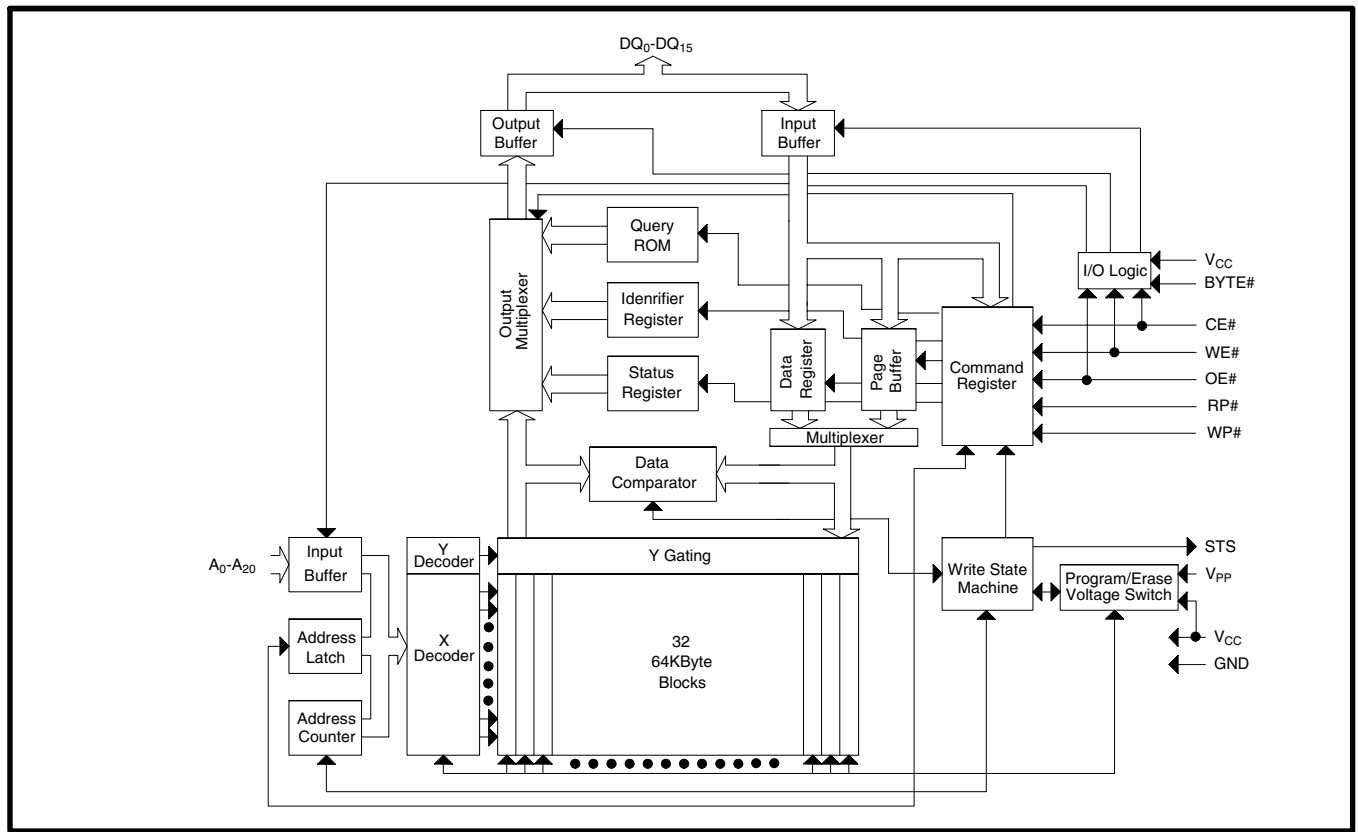 DQ0-DQ15
Output
Buffer
Input
Buffer
Query
ROM
I/O Logic
VCC
BYTE#
Output
Multiplexer
Idenrifier
Register
CE#
WE#
OE#
RP#
WP#
Data
Register
Page
Buffer
Command
Register
Status
Register
Multiplexer
Data
Comparator
A0-A20
Input
Buffer
Y
Decoder
Y Gating
Write State
Machine
STS
Program/Erase
Voltage Switch
VPP
VCC
GND
Address
Latch
X
Decoder
32
64KByte
Blocks
Address
Counter